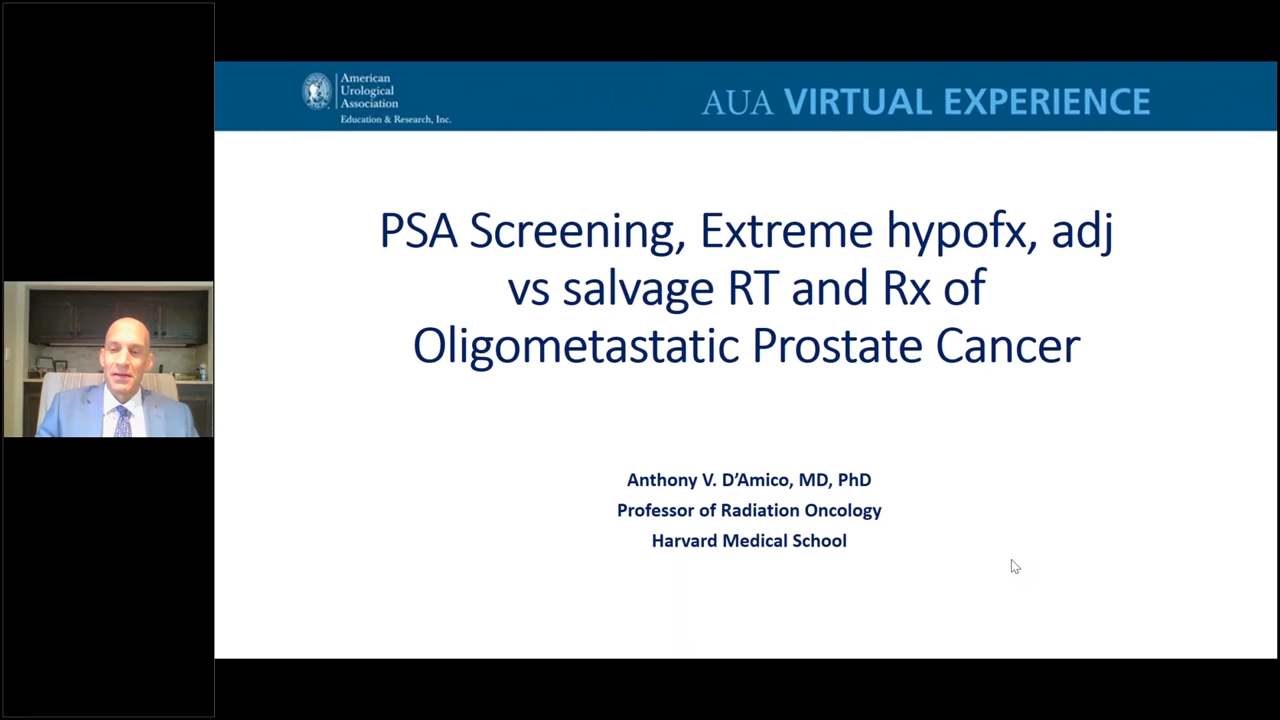 American
Urological
Association
Education & Research, Inc.
AUA VIRTUAL EXPERIENCE
PSA Screening, Extreme hypofx, adj
vs salvage RT and Rx of
Oligometastatic Prostate Cancer
Anthony V. D’Amico, MD, PhD
Professor of Radiation Oncology
Harvard Medical School